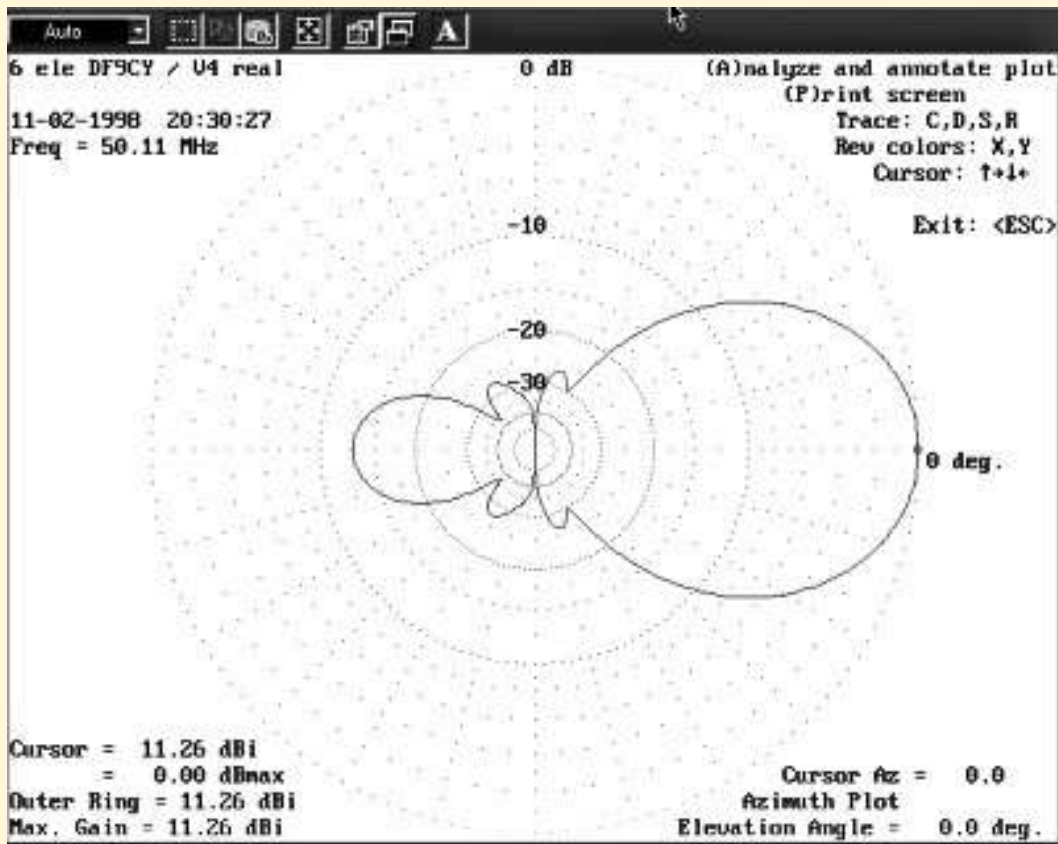 Auto
A
6 ele DF9CY / V4 real
0 dB
(A)nalyze and annotate plot
(P)rint screen
11-02-1998 20:30:27
Trace: C,D,S,R
Freq = 50.11 MHz
Rev colors: X,Y
Cursor: ↑→↓←
-10
Exit: <ESC>
-20
-30
0 deg.
Cursor = 11.26 dBi
= 0.00 dBmax
Cursor Az = 0.0
Outer Ring = 11.26 dBi
Azimuth Plot
Max. Gain = 11.26 dBi
Elevation Angle = 0.0 deg.